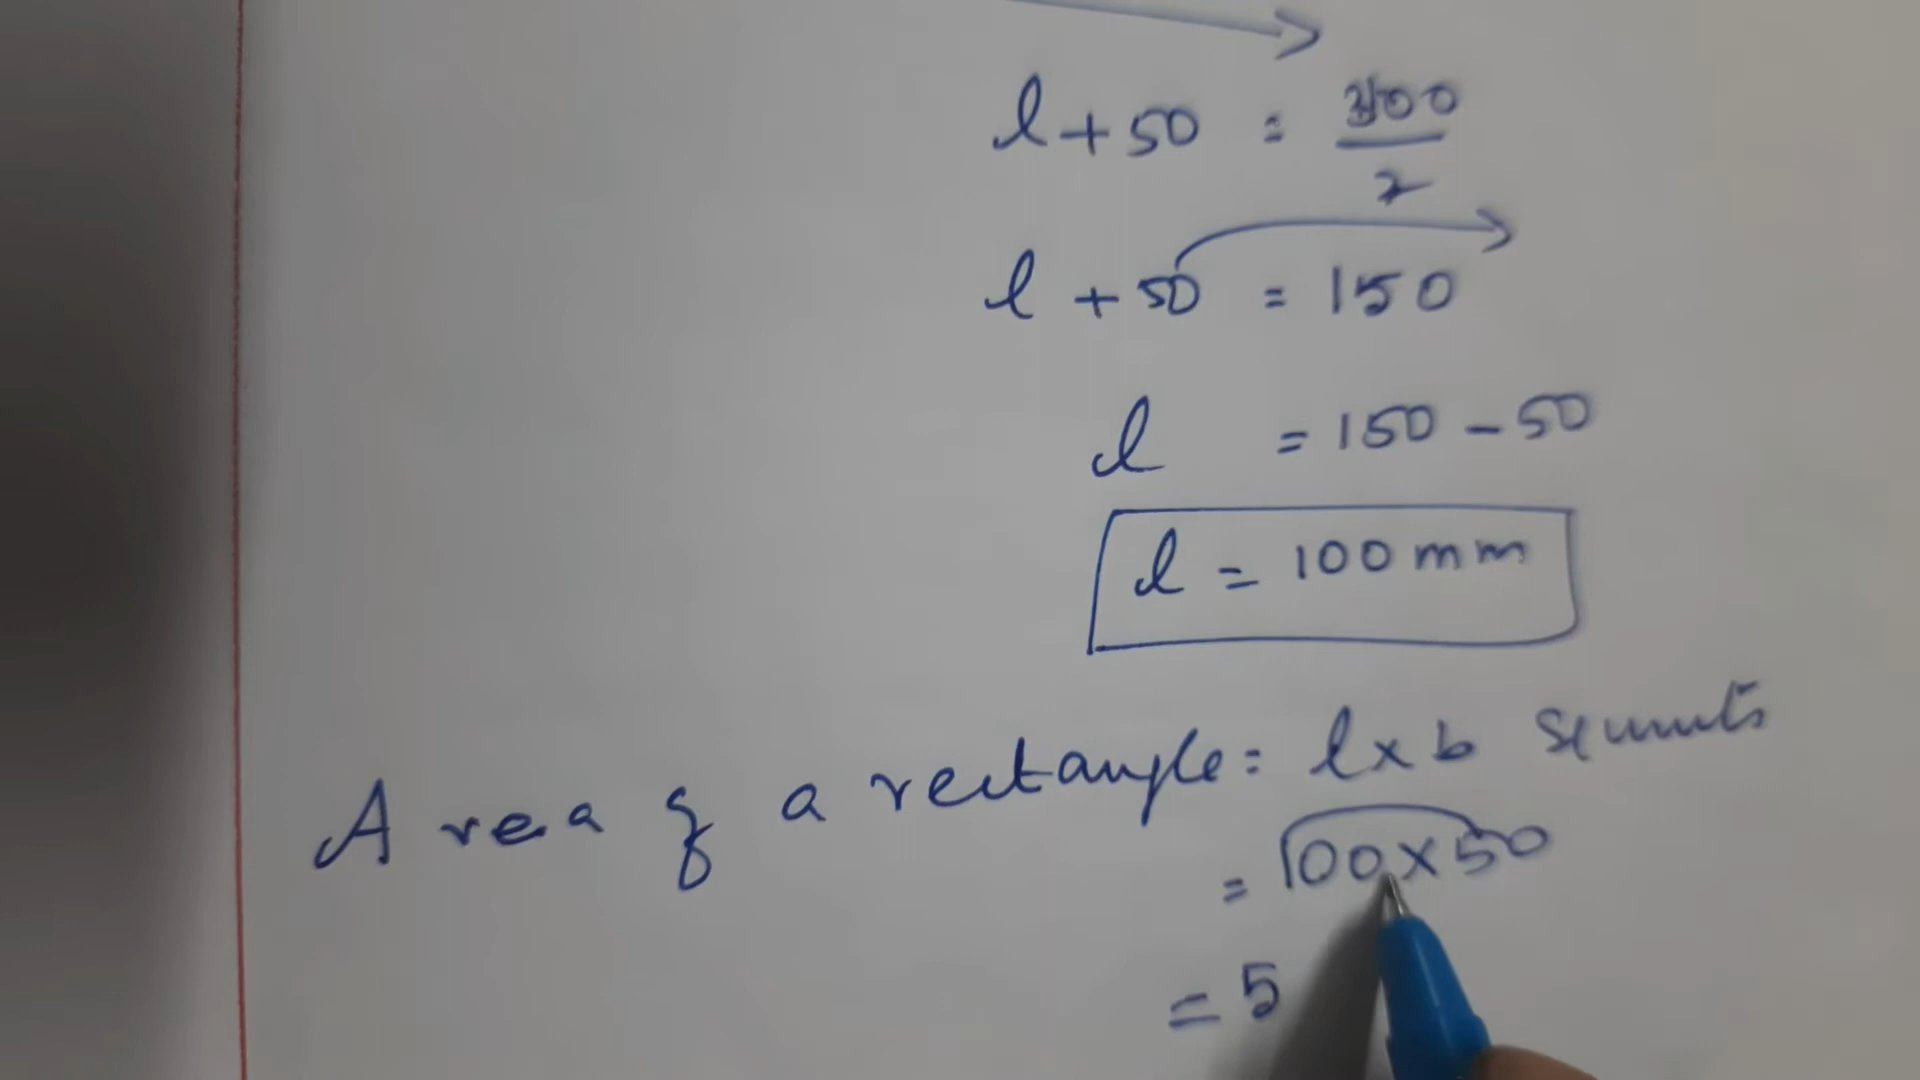 l + 50 = 300/2
l + 50 = 150
l = 150 - 50
l = 100 mm
Area of a rectangle = l x b sq units
= 100 x 50
= 5